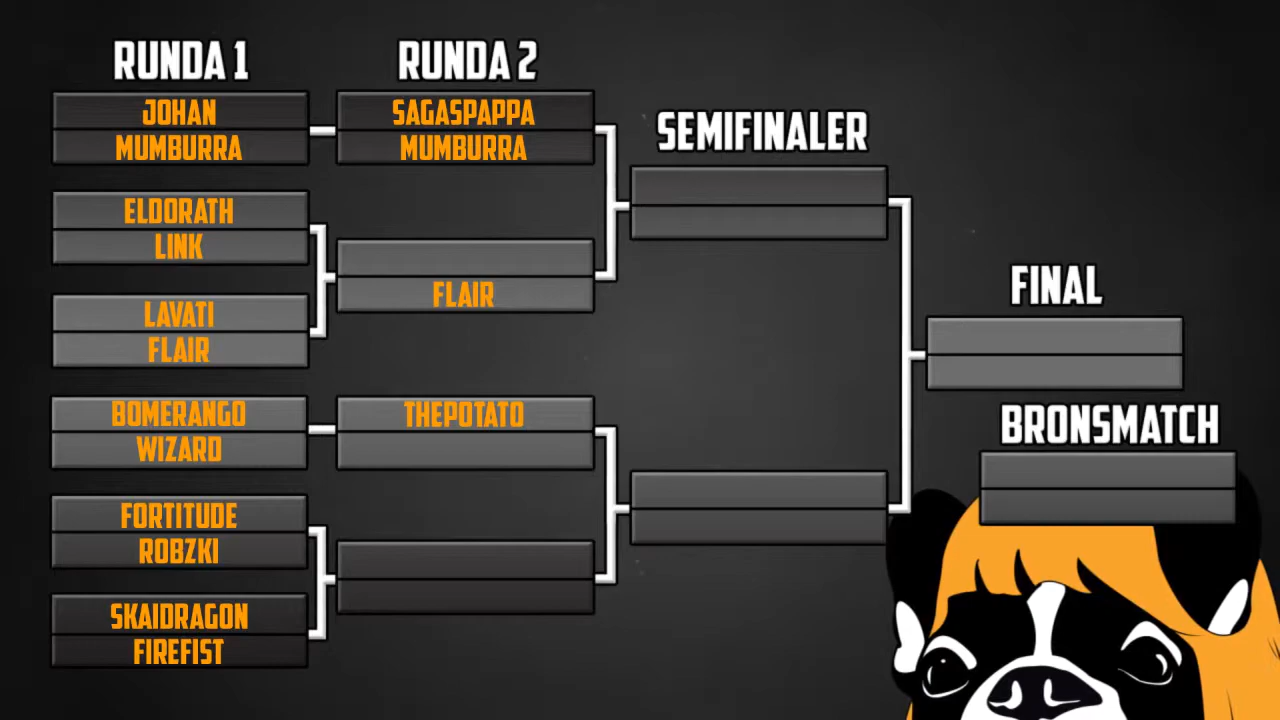 RUNDA 1
JOHAN
MUMBURRA
ELDORATH
LINK
LAVATI
FLAIR
BOMERANGO
WIZARD
FORTITUDE
ROBZKI
SKAIDRAGON
FIREFIST
RUNDA 2
SAGASPAPPA
MUMBURRA
FLAIR
THEPOTATO
SEMIFINALER
FINAL
BRONSMATCH